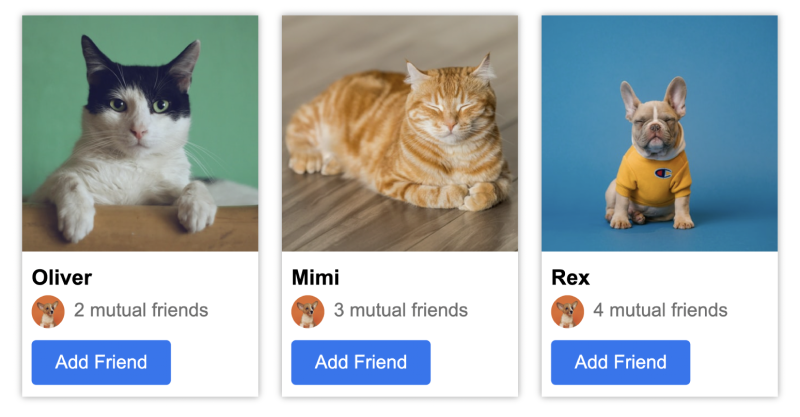 Oliver
2 mutual friends
Add Friend
Mimi
3 mutual friends
Add Friend
Rex
4 mutual friends
Add Friend